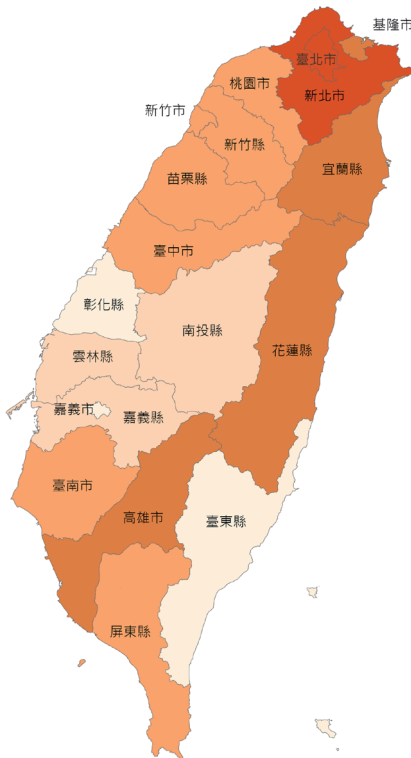 基隆市
臺北市
桃園市
新北市
新竹市
新竹縣
宜蘭縣
苗栗縣
臺中市
彰化縣
南投縣
花蓮縣
雲林縣
嘉義市
嘉義縣
臺南市
高雄市
臺東縣
屏東縣